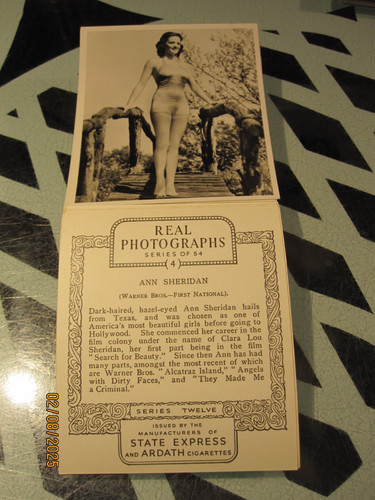 REAL
PHOTOGRAPHS
SERIES OF 54
4
ANN SHERIDAN
(WARNER BROS.—FIRST NATIONAL).
Dark-haired, hazel-eyed Ann Sheridan hails
from Texas, and was chosen as one of
America's most beautiful girls before going to
Hollywood. She commenced her career in the
film colony under the name of Clara Lou
Sheridan, her first part being in the film
"Search for Beauty." Since then Ann has had
many parts, amongst the most recent of which
are Warner Bros. "Alcatraz Island," "Angels
with Dirty Faces," and "They Made Me
a Criminal."
SERIES TWELVE
ISSUED BY THE
MANUFACTURERS OF
STATE EXPRESS
AND ARDATH CIGARETTES
02/08/2025